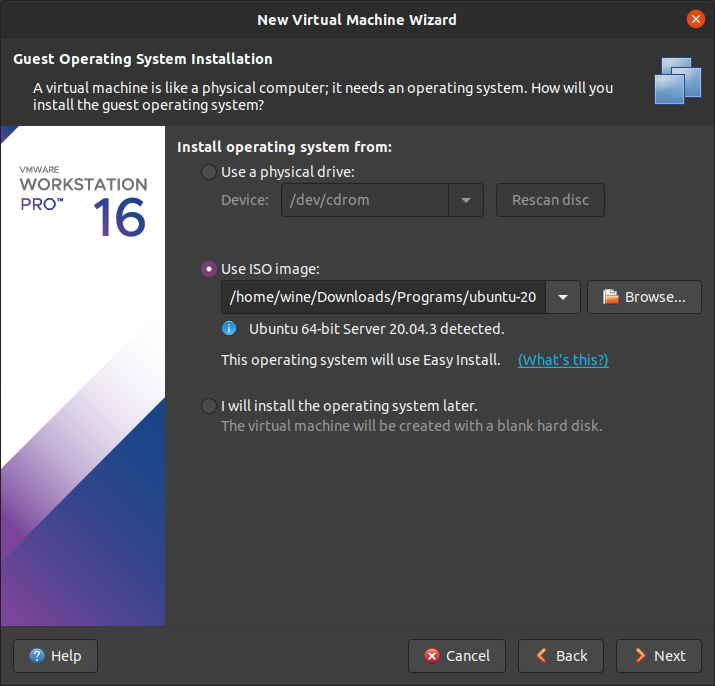 New Virtual Machine Wizard
Guest Operating System Installation
A virtual machine is like a physical computer; it needs an operating system. How will you
install the guest operating system?
VMWARE
WORKSTATION
PRO™ 16
Install operating system from:
Use a physical drive:
Device: /dev/cdrom Rescan disc
Use ISO image:
/home/wine/Downloads/Programs/ubuntu-20 Browse...
Ubuntu 64-bit Server 20.04.3 detected.
This operating system will use Easy Install. (What's this?)
I will install the operating system later.
The virtual machine will be created with a blank hard disk.
Help Cancel Back Next